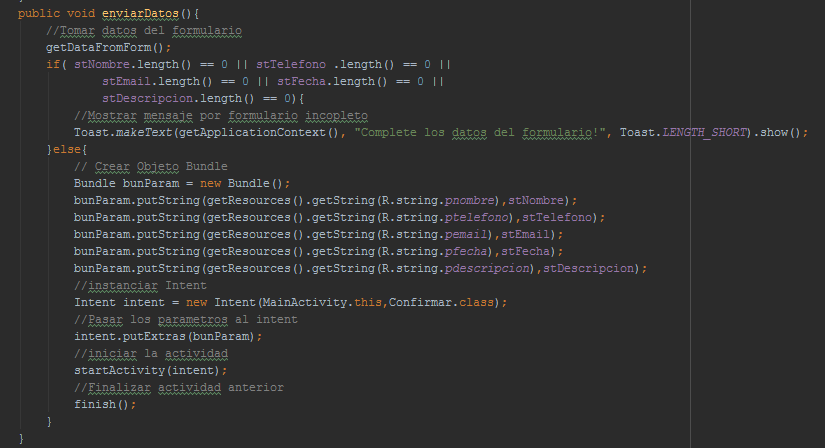 public void enviarDatos(){
//Tomar datos del formulario
getDataFromForm();
if( stNombre.length() == 0 || stTelefono .length() == 0 ||
stEmail.length() == 0 || stFecha.length() == 0 ||
stDescripcion.length() == 0){
//Mostrar mensaje por formulario incopleto
Toast.makeText(getApplicationContext(), "Complete los datos del formulario!", Toast.LENGTH_SHORT).show();
}else{
// Crear Objeto Bundle
Bundle bunParam = new Bundle();
bunParam.putString(getResources().getString(R.string.pnombre),stNombre);
bunParam.putString(getResources().getString(R.string.ptelefono),stTelefono);
bunParam.putString(getResources().getString(R.string.pemail),stEmail);
bunParam.putString(getResources().getString(R.string.pfecha),stFecha);
bunParam.putString(getResources().getString(R.string.pdescripcion),stDescripcion);
//instanciar Intent
Intent intent = new Intent(MainActivity.this,Confirmar.class);
//Pasar los parametros al intent
intent.putExtras(bunParam);
//iniciar la actividad
startActivity(intent);
//Finalizar actividad anterior
finish();
}
}